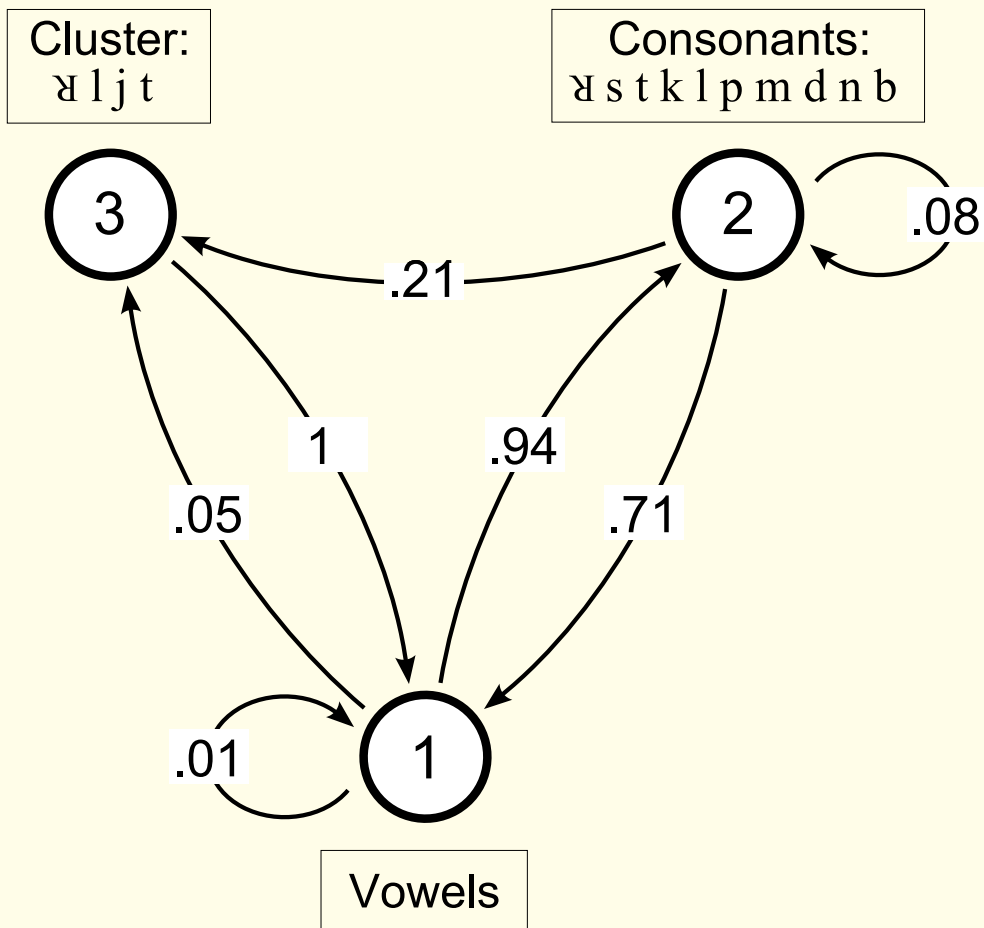 Cluster:
ʁ l j t
Consonants:
ʁ s t k l p m d n b
3
2
.08
.21
1
.94
.05
.71
.01
1
Vowels